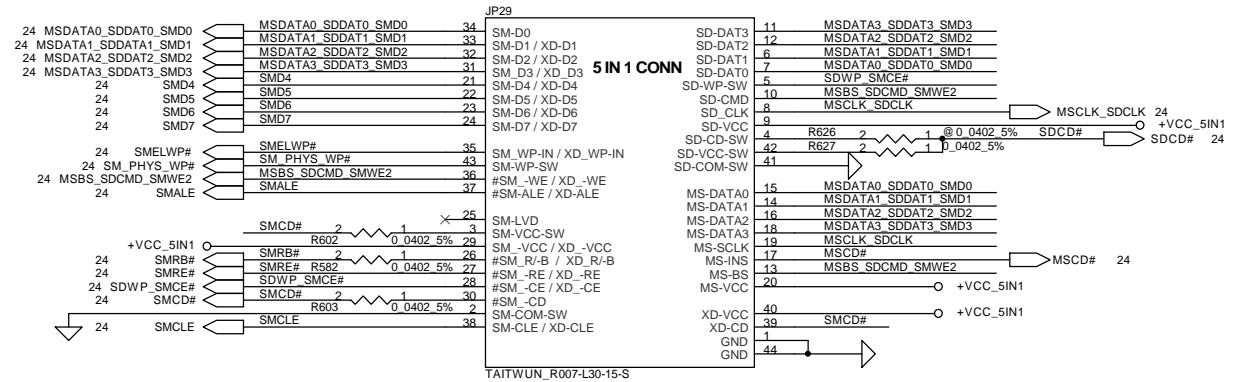 JP29
5 IN 1 CONN
24 MSDATA0_SDDAT0_SMD0 MSDATA0_SDDAT0_SMD0 34 SM-D0
24 MSDATA1_SDDATA1_SMD1 MSDATA1_SDDAT1_SMD1 33 SM-D1 / XD-D1
24 MSDATA2_SDDAT2_SMD2 MSDATA2_SDDAT2_SMD2 32 SM-D2 / XD-D2
24 MSDATA3_SDDAT3_SMD3 MSDATA3_SDDAT3_SMD3 31 SM_D3 / XD_D3
24 SMD4 SMD4 21 SM-D4 / XD-D4
24 SMD5 SMD5 22 SM-D5 / XD-D5
24 SMD6 SMD6 23 SM-D6 / XD-D6
24 SMD7 SMD7 24 SM-D7 / XD-D7
24 SMELWP# SMELWP# 35 SM_WP-IN / XD_WP-IN
24 SM_PHYS_WP# SM_PHYS_WP# 43 SM-WP-SW
24 MSBS_SDCMD_SMWE2 MSBS_SDCMD_SMWE2 36 #SM_-WE / XD_-WE
24 SMALE SMALE 37 #SM-ALE / XD-ALE
25 SM-LVD
SMCD# 2 1 3 SM-VCC-SW
R602 0_0402_5%
+VCC_5IN1 29 SM_-VCC / XD_-VCC
24 SMRB# SMRB# 2 1 26 #SM_R/-B / XD_R/-B
R582 0_0402_5%
24 SMRE# SMRE# 27 #SM_-RE / XD_-RE
24 SDWP_SMCE# SDWP_SMCE# 28 #SM_-CE / XD_-CE
24 SMCD# SMCD# 2 1 30 #SM_-CD
R603 0_0402_5%
2 SM-COM-SW
24 SMCLE SMCLE 38 SM-CLE / XD-CLE
SD-DAT3 11 MSDATA3_SDDAT3_SMD3
SD-DAT2 12 MSDATA2_SDDAT2_SMD2
SD-DAT1 6 MSDATA1_SDDAT1_SMD1
SD-DAT0 7 MSDATA0_SDDAT0_SMD0
SD-WP-SW 5 SDWP_SMCE#
SD-CMD 10 MSBS_SDCMD_SMWE2
SD_CLK 8 MSCLK_SDCLK MSCLK_SDCLK 24
SD-VCC 9 +VCC_5IN1
SD-CD-SW 4 R626 2 1 @ 0_0402_5% SDCD# SDCD# 24
SD-VCC-SW 42 R627 2 1 0_0402_5%
SD-COM-SW 41
MS-DATA0 15 MSDATA0_SDDAT0_SMD0
MS-DATA1 14 MSDATA1_SDDAT1_SMD1
MS-DATA2 16 MSDATA2_SDDAT2_SMD2
MS-DATA3 18 MSDATA3_SDDAT3_SMD3
MS-SCLK 19 MSCLK_SDCLK
MS-INS 17 MSCD# MSCD# 24
MS-BS 13 MSBS_SDCMD_SMWE2
MS-VCC 20 +VCC_5IN1
XD-VCC 40 +VCC_5IN1
XD-CD 39 SMCD#
GND 1
GND 44
TAITWUN_R007-L30-15-S